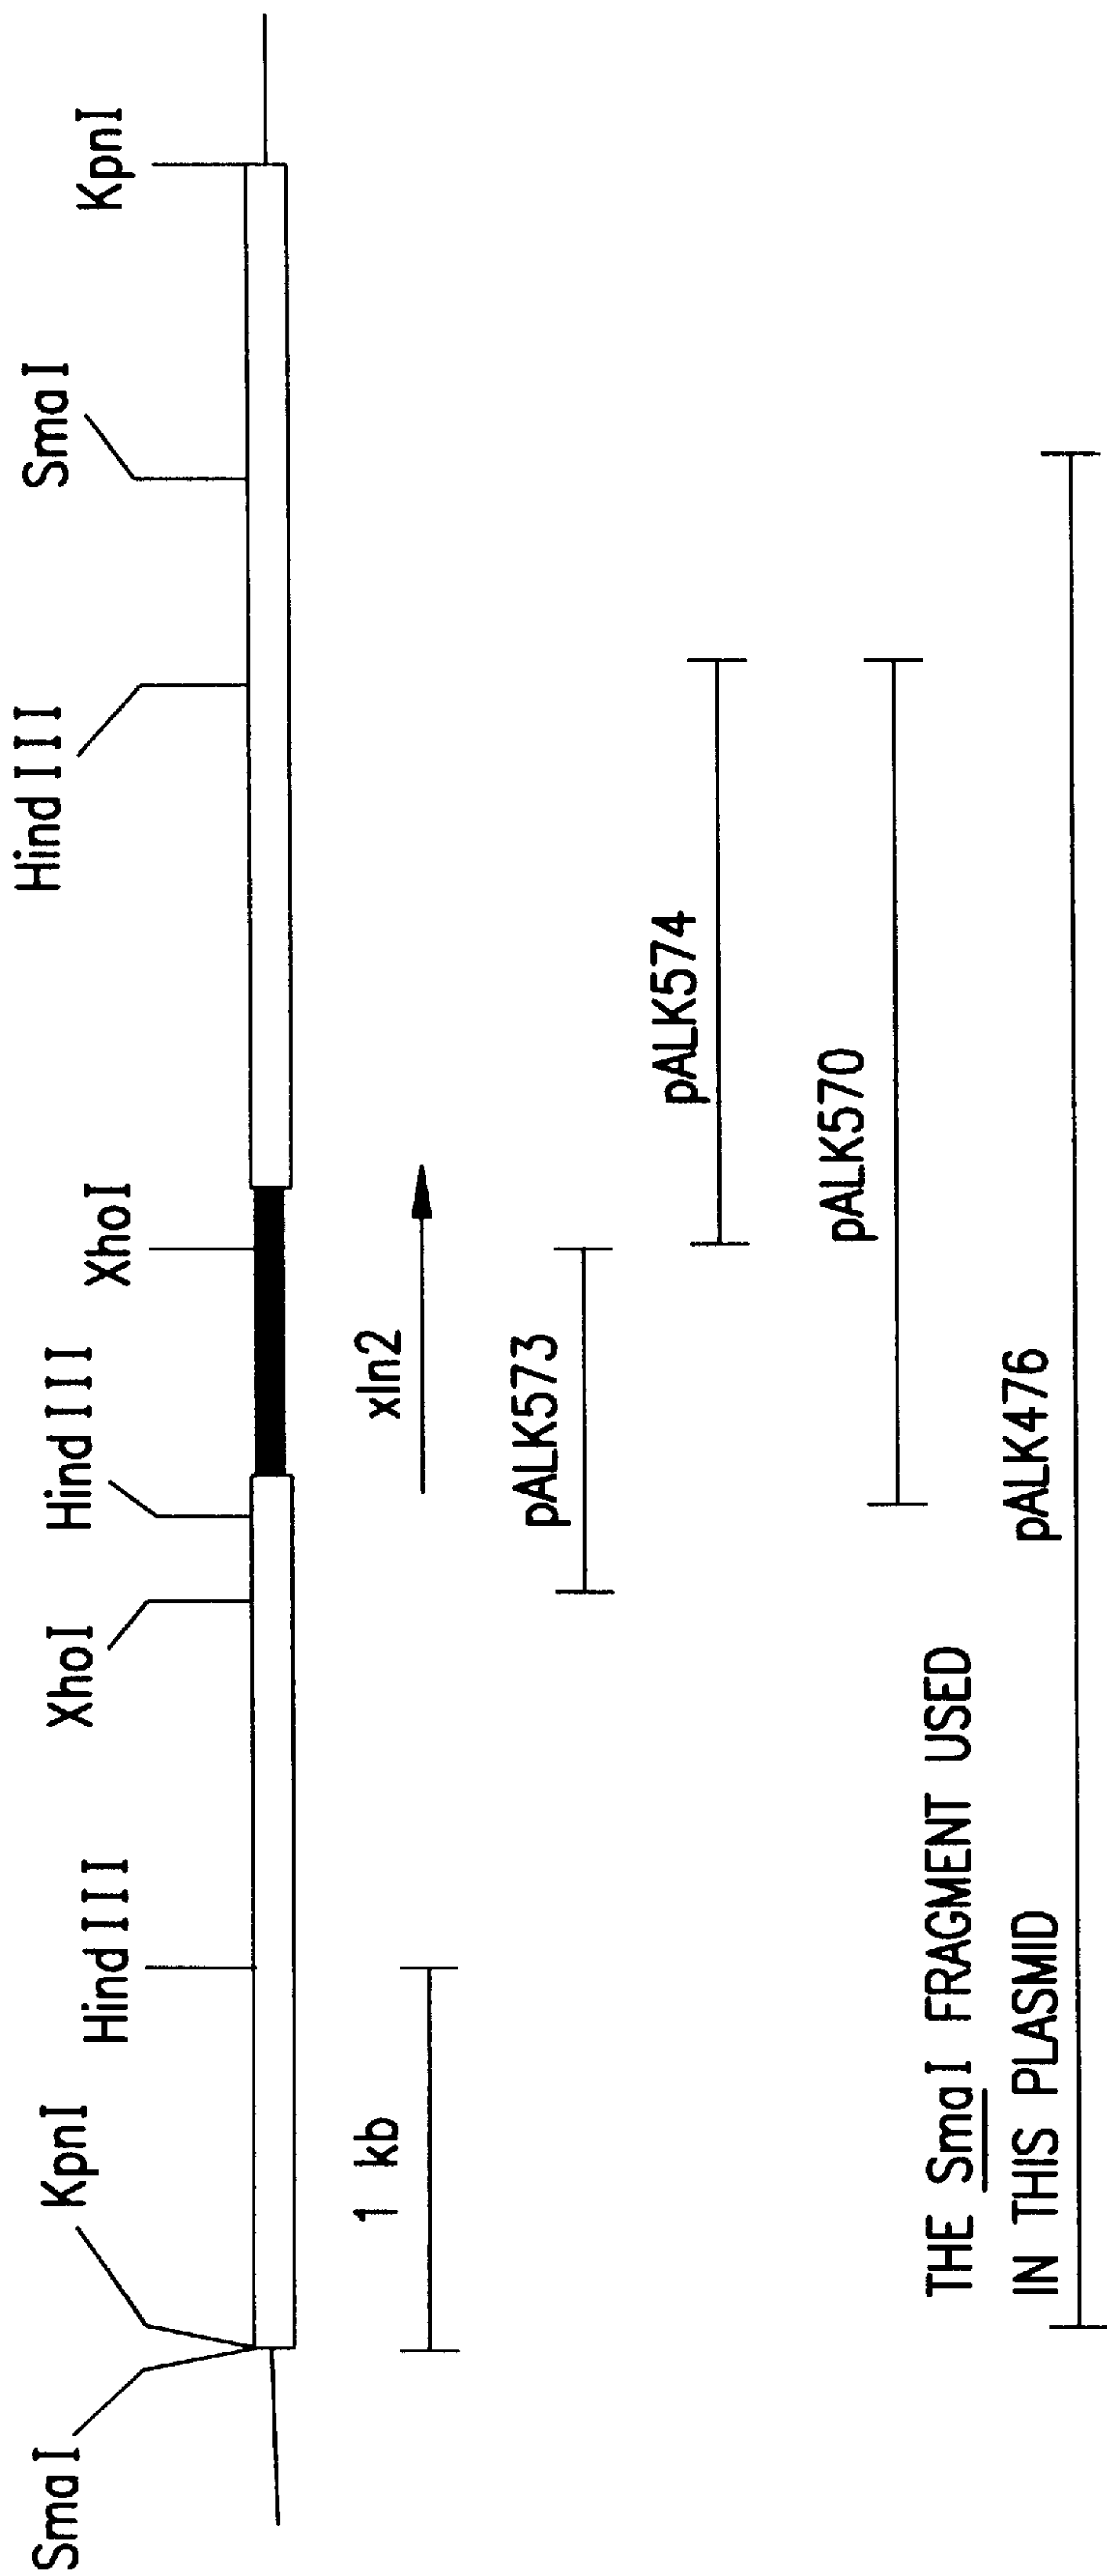 SmaI
KpnI
HindIII
XhoI
HindIII
XhoI
HindIII
SmaI
KpnI
1 kb
xln2
pALK573
pALK574
pALK570
THE SmaI FRAGMENT USED
IN THIS PLASMID
pALK476